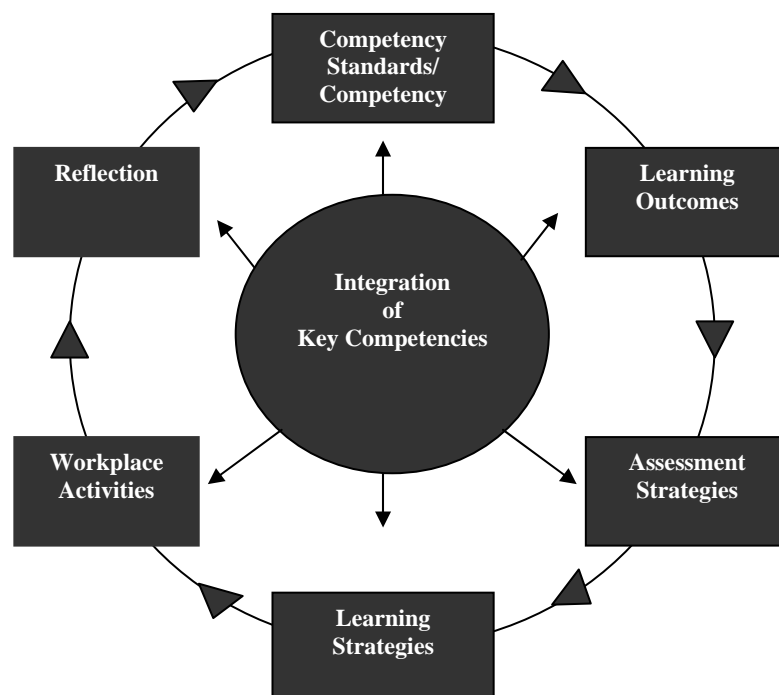 Competency
Standards/
Competency
Reflection
Learning
Outcomes
Integration
of
Key Competencies
Workplace
Activities
Assessment
Strategies
Learning
Strategies